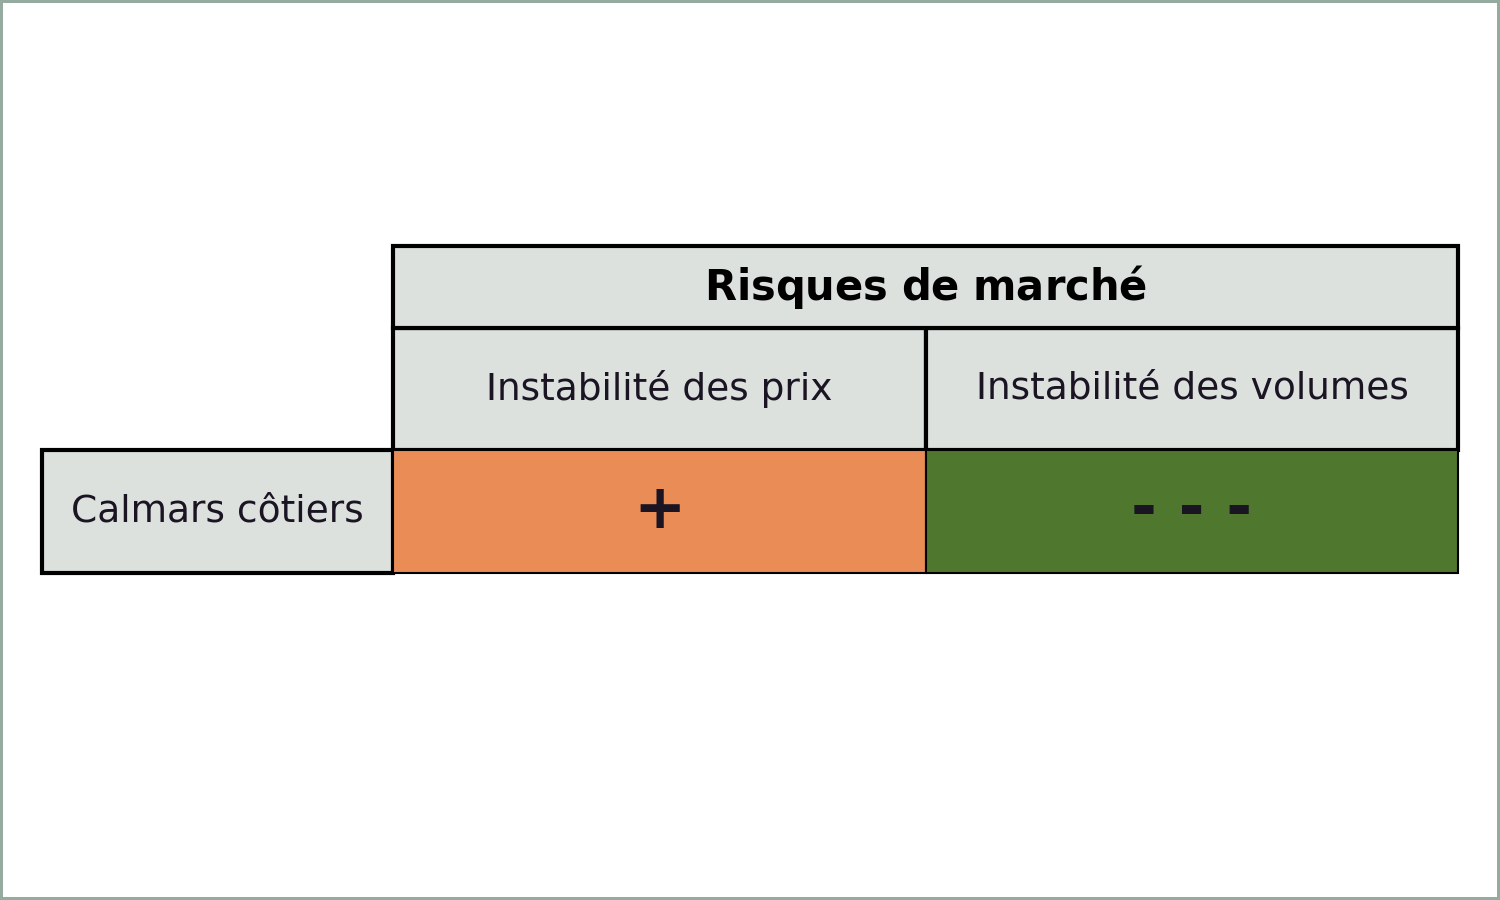 Risques de marché
Instabilité des prix
Instabilité des volumes
Calmars côtiers
+
- - -